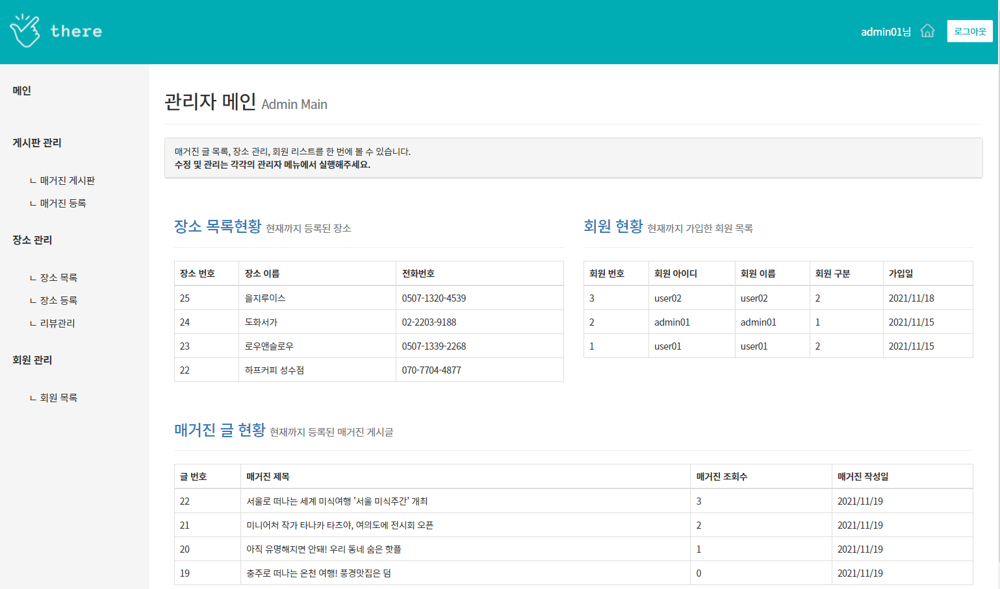 there
admin01님
로그아웃
메인
게시판 관리
ㄴ 매거진 게시판
ㄴ 매거진 등록
장소 관리
ㄴ 장소 목록
ㄴ 장소 등록
ㄴ 리뷰관리
회원 관리
ㄴ 회원 목록
관리자 메인 Admin Main
매거진 글 목록, 장소 관리, 회원 리스트를 한 번에 볼 수 있습니다.
수정 및 관리는 각각의 관리자 메뉴에서 실행해주세요.
장소 목록현황 현재까지 등록된 장소
장소 번호 장소 이름 전화번호
25 을지루이스 0507-1320-4539
24 도화서가 02-2203-9188
23 로우앤슬로우 0507-1339-2268
22 하프커피 성수점 070-7704-4877
회원 현황 현재까지 가입한 회원 목록
회원 번호 회원 아이디 회원 이름 회원 구분 가입일
3 user02 user02 2 2021/11/18
2 admin01 admin01 1 2021/11/15
1 user01 user01 2 2021/11/15
매거진 글 현황 현재까지 등록된 매거진 게시글
글 번호 매거진 제목 매거진 조회수 매거진 작성일
22 서울로 떠나는 세계 미식여행 '서울 미식주간' 개최 3 2021/11/19
21 미니어처 작가 타나카 타츠야, 여의도에 전시회 오픈 2 2021/11/19
20 아직 유명해지면 안돼! 우리 동네 숨은 핫플 1 2021/11/19
19 충주로 떠나는 온천 여행! 풍경맛집은 덤 0 2021/11/19